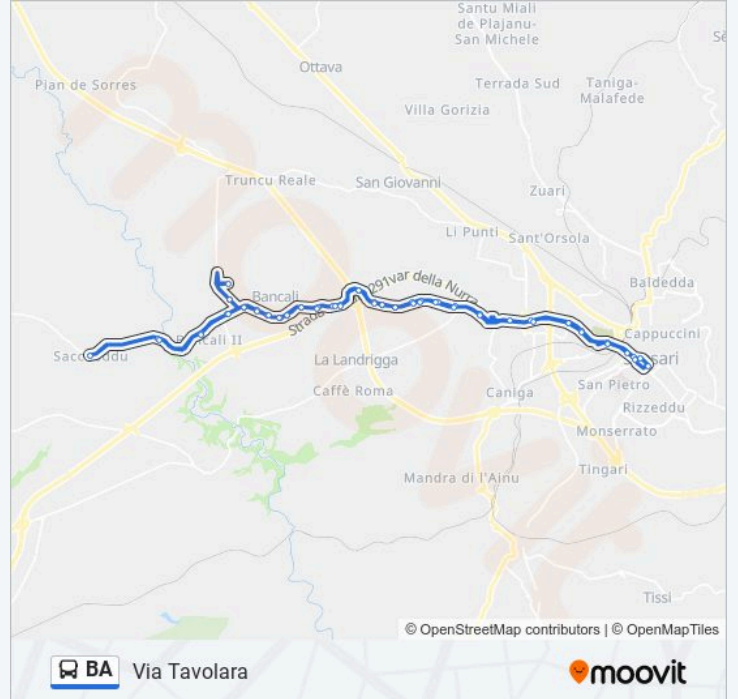 Santu Miali
de Plajanu-
San Michele
Ottava
Pian de Sorres
Terrada Sud
Taniga-
Malafede
Villa Gorizia
Truncu Reale
San Giovanni
Zuari
Li Punti
Sant'Orsola
Baldedda
291var della Nurra
Bancali
Cappuccini
Bancali II
La Landrigga
San Pietro
Caffè Roma
Caniga
Rizzeddu
Monserrato
Tingari
Mandra di l'Ainu
Tissi
© OpenStreetMap contributors | © OpenMapTiles
BA Via Tavolara
moovit